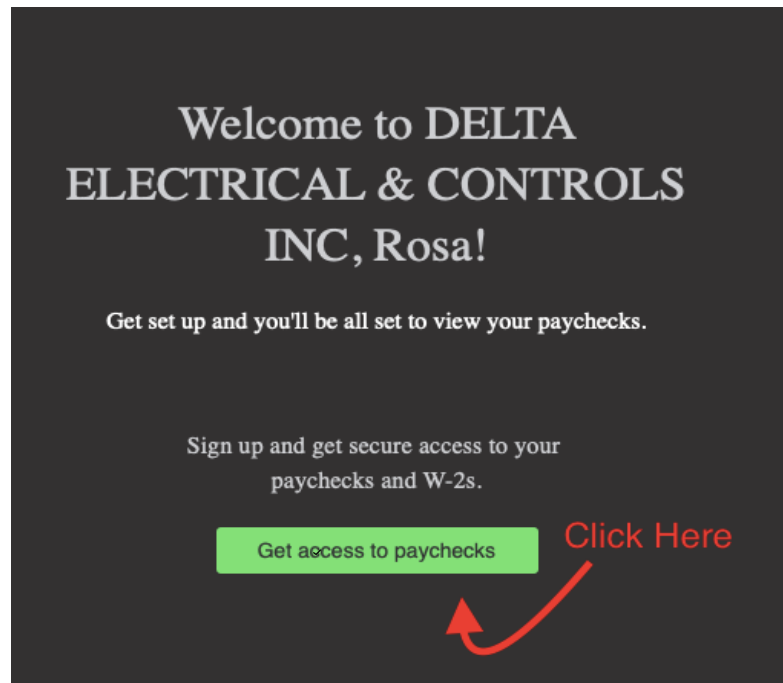 Welcome to DELTA
ELECTRICAL & CONTROLS
INC, Rosa!
Get set up and you'll be all set to view your paychecks.
Sign up and get secure access to your
paychecks and W-2s.
Get access to paychecks
Click Here